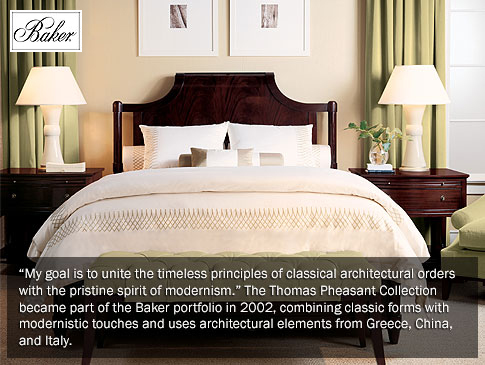 Baker.
“My goal is to unite the timeless principles of classical architectural orders
with the pristine spirit of modernism.” The Thomas Pheasant Collection
became part of the Baker portfolio in 2002, combining classic forms with
modernistic touches and uses architectural elements from Greece, China,
and Italy.